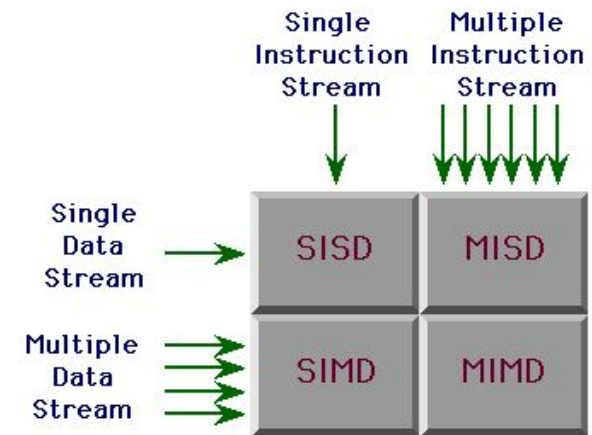 Single
Instruction
Stream
Multiple
Instruction
Stream
Single
Data
Stream
SISD
MISD
Multiple
Data
Stream
SIMD
MIMD